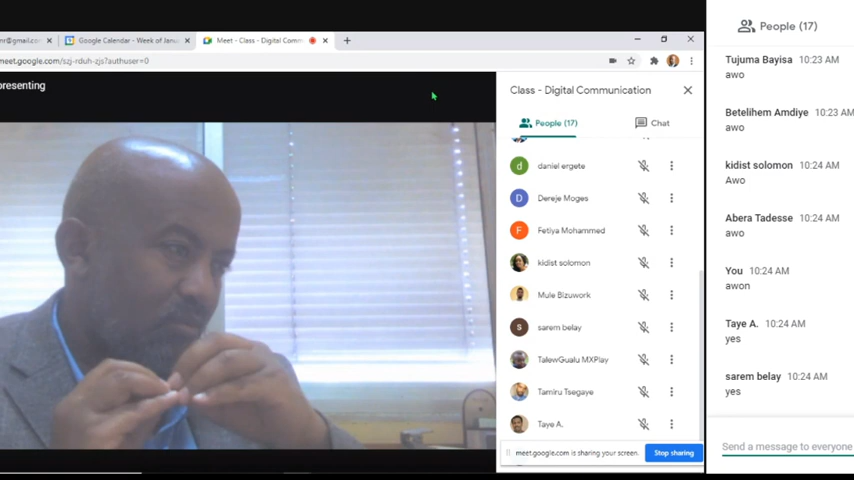 nr@gmail.com
Google Calendar - Week of Janu
Meet - Class - Digital Comm
meet.google.com/szj-rduh-zjs?authuser=0
presenting
Class - Digital Communication
People (17)
Chat
daniel ergete
Dereje Moges
Fetiya Mohammed
kidist solomon
Mule Bizuwork
sarem belay
TalewGualu MXPlay
Tamiru Tsegaye
Taye A.
meet.google.com is sharing your screen.
Stop sharing
People (17)
Tujuma Bayisa 10:23 AM
awo
Betelihem Amdiye 10:23 AM
awo
kidist solomon 10:24 AM
Awo
Abera Tadesse 10:24 AM
awo
You 10:24 AM
awon
Taye A. 10:24 AM
yes
sarem belay 10:24 AM
yes
Send a message to everyone